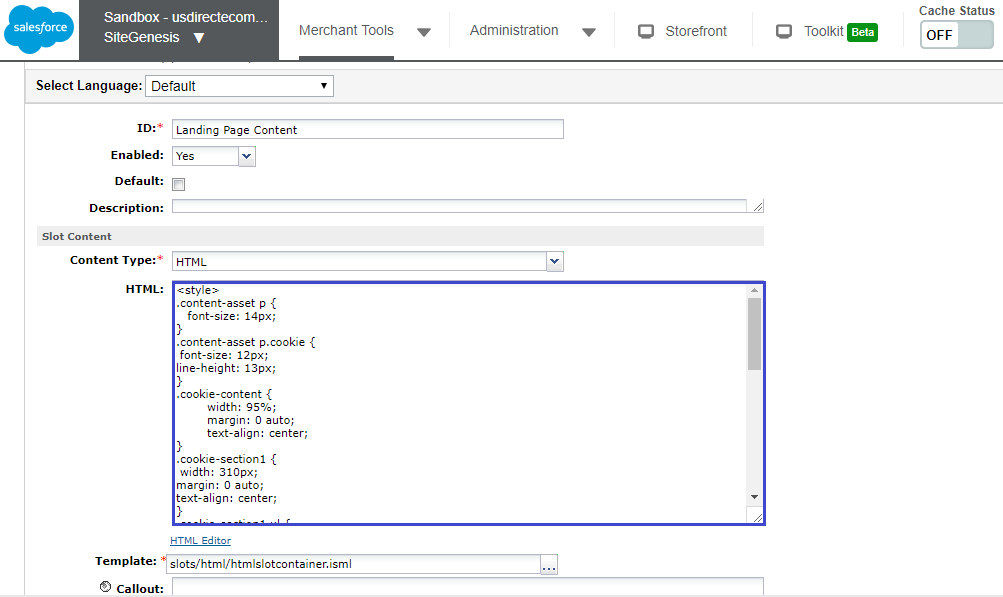 salesforce
Sandbox - usdirectecom...
SiteGenesis ▼
Merchant Tools
Administration
Storefront
Toolkit Beta
Cache Status
OFF
Select Language: Default
ID:* Landing Page Content
Enabled: Yes
Default:
Description:
Slot Content
Content Type:* HTML
HTML:
<style>
.content-asset p {
font-size: 14px;
}
.content-asset p.cookie {
font-size: 12px;
line-height: 13px;
}
.cookie-content {
width: 95%;
margin: 0 auto;
text-align: center;
}
.cookie-section1 {
width: 310px;
margin: 0 auto;
text-align: center;
}
.cookie-section1 ul {
HTML Editor
Template: * slots/html/htmlslotcontainer.isml ...
Callout: